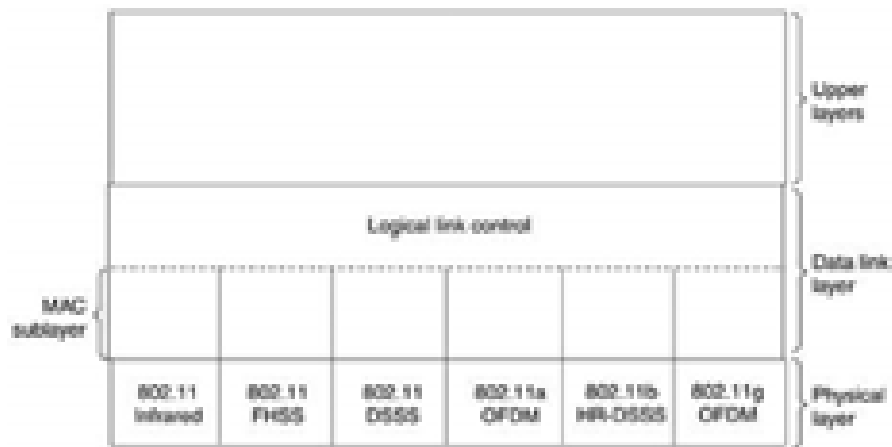 Upper
layers
Logical link control
Data link
layer
MAC
sublayer
802.11
Infrared
802.11
FHSS
802.11
DSSS
802.11a
OFDM
802.11b
HR-DSSS
802.11g
OFDM
Physical
layer